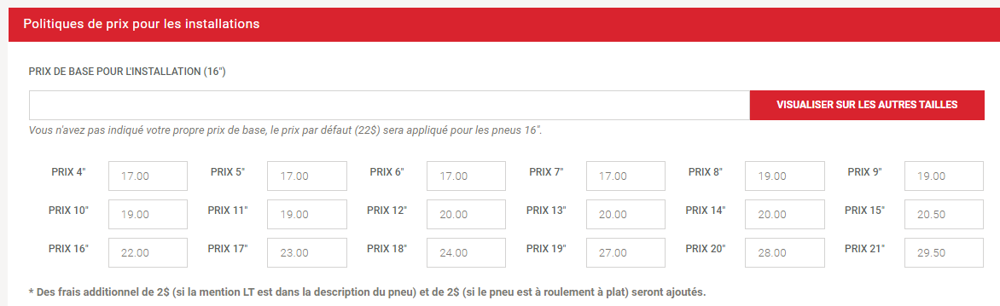 Politiques de prix pour les installations
PRIX DE BASE POUR L'INSTALLATION (16")
VISUALISER SUR LES AUTRES TAILLES
Vous n'avez pas indiqué votre propre prix de base, le prix par défaut (22$) sera appliqué pour les pneus 16".
PRIX 4" 17.00 PRIX 5" 17.00 PRIX 6" 17.00 PRIX 7" 17.00 PRIX 8" 19.00 PRIX 9" 19.00
PRIX 10" 19.00 PRIX 11" 19.00 PRIX 12" 20.00 PRIX 13" 20.00 PRIX 14" 20.00 PRIX 15" 20.50
PRIX 16" 22.00 PRIX 17" 23.00 PRIX 18" 24.00 PRIX 19" 27.00 PRIX 20" 28.00 PRIX 21" 29.50
* Des frais additionnel de 2$ (si la mention LT est dans la description du pneu) et de 2$ (si le pneu est à roulement à plat) seront ajoutés.